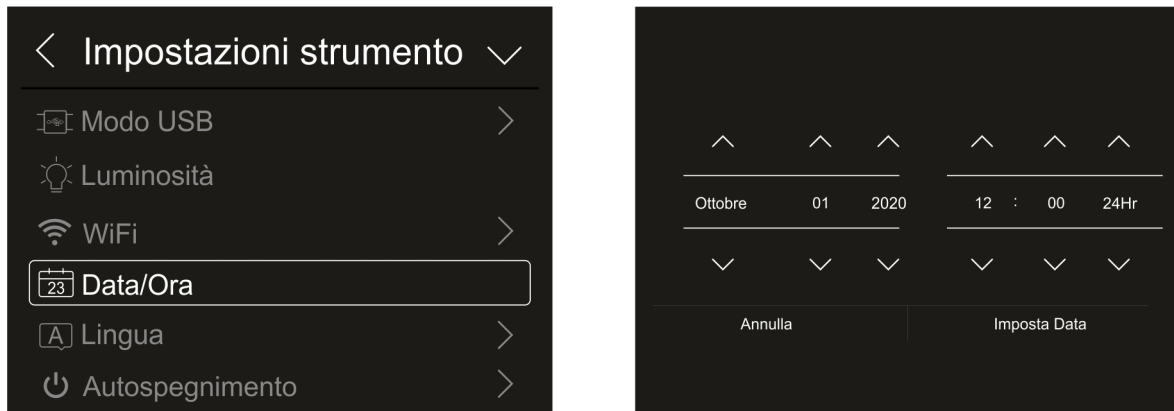 Impostazioni strumento
Modo USB
Luminosità
WiFi
23 Data/Ora
A Lingua
Autospegnimento
Ottobre 01 2020 12 : 00 24Hr
Annulla Imposta Data